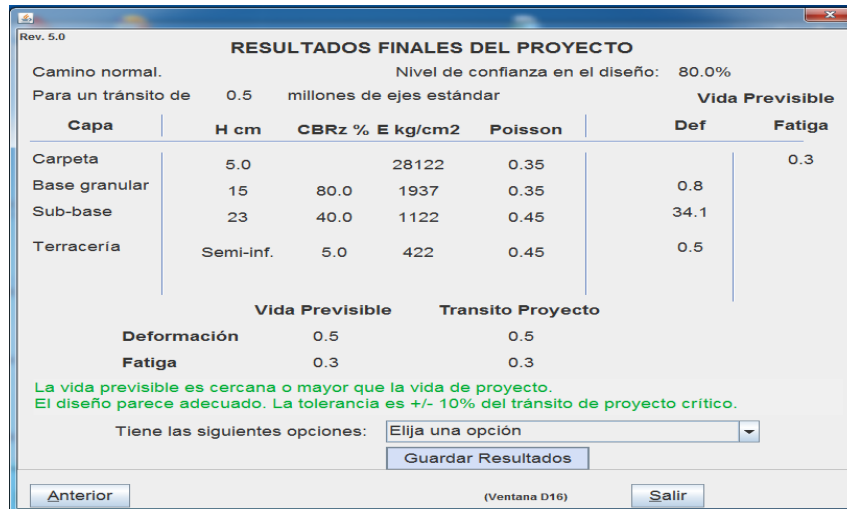 Rev. 5.0
RESULTADOS FINALES DEL PROYECTO
Camino normal. Nivel de confianza en el diseño: 80.0%
Para un tránsito de 0.5 millones de ejes estándar Vida Previsible
Capa H cm CBRz % E kg/cm2 Poisson Def Fatiga
Carpeta 5.0 28122 0.35 0.3
Base granular 15 80.0 1937 0.35 0.8
Sub-base 23 40.0 1122 0.45 34.1
Terracería Semi-inf. 5.0 422 0.45 0.5
Vida Previsible Transito Proyecto
Deformación 0.5 0.5
Fatiga 0.3 0.3
La vida previsible es cercana o mayor que la vida de proyecto.
El diseño parece adecuado. La tolerancia es +/- 10% del tránsito de proyecto crítico.
Tiene las siguientes opciones: Elija una opción
Guardar Resultados
Anterior (Ventana D16) Salir